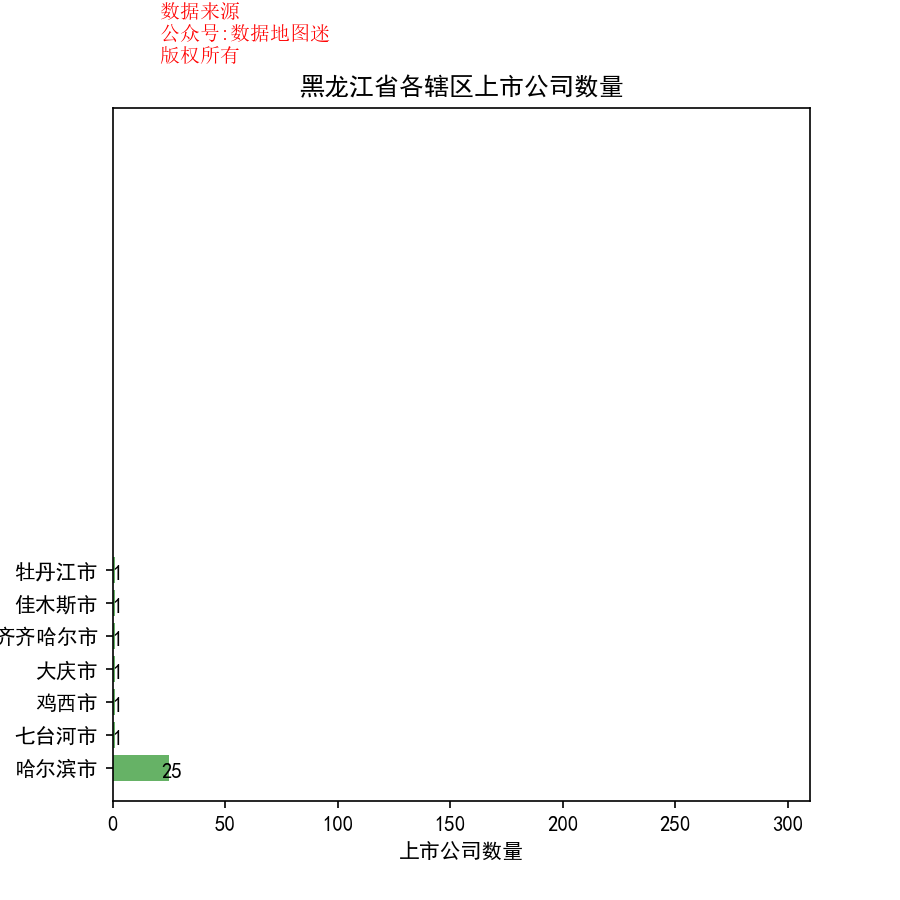 数据来源
公众号:数据地图迷
版权所有
黑龙江省各辖区上市公司数量
牡丹江市 1
佳木斯市 1
齐齐哈尔市 1
大庆市 1
鸡西市 1
七台河市 1
哈尔滨市 25
0 50 100 150 200 250 300
上市公司数量